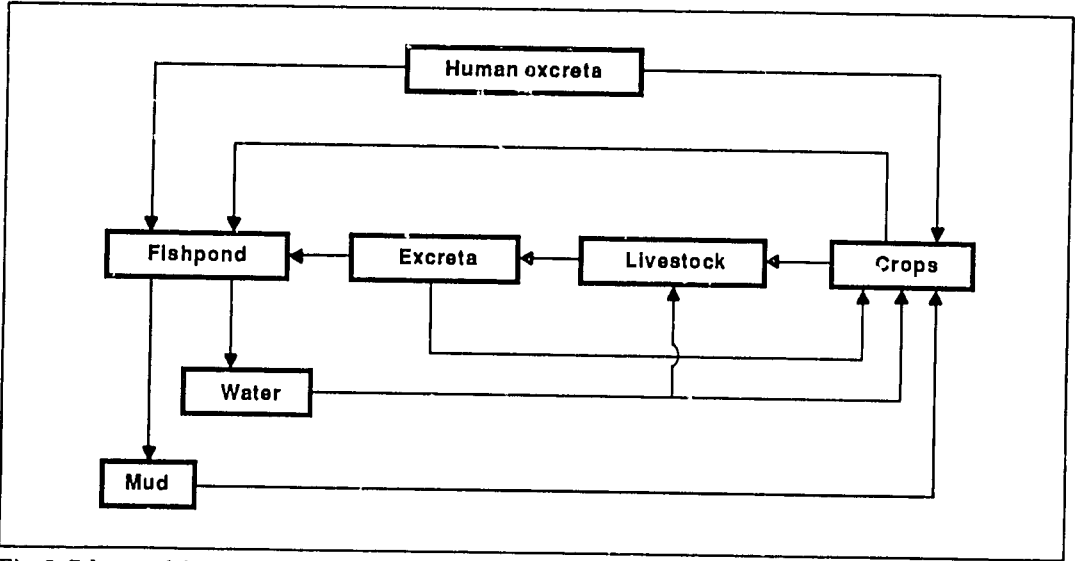 Human oxcreta
Fishpond
Excreta
Livestock
Crops
Water
Mud